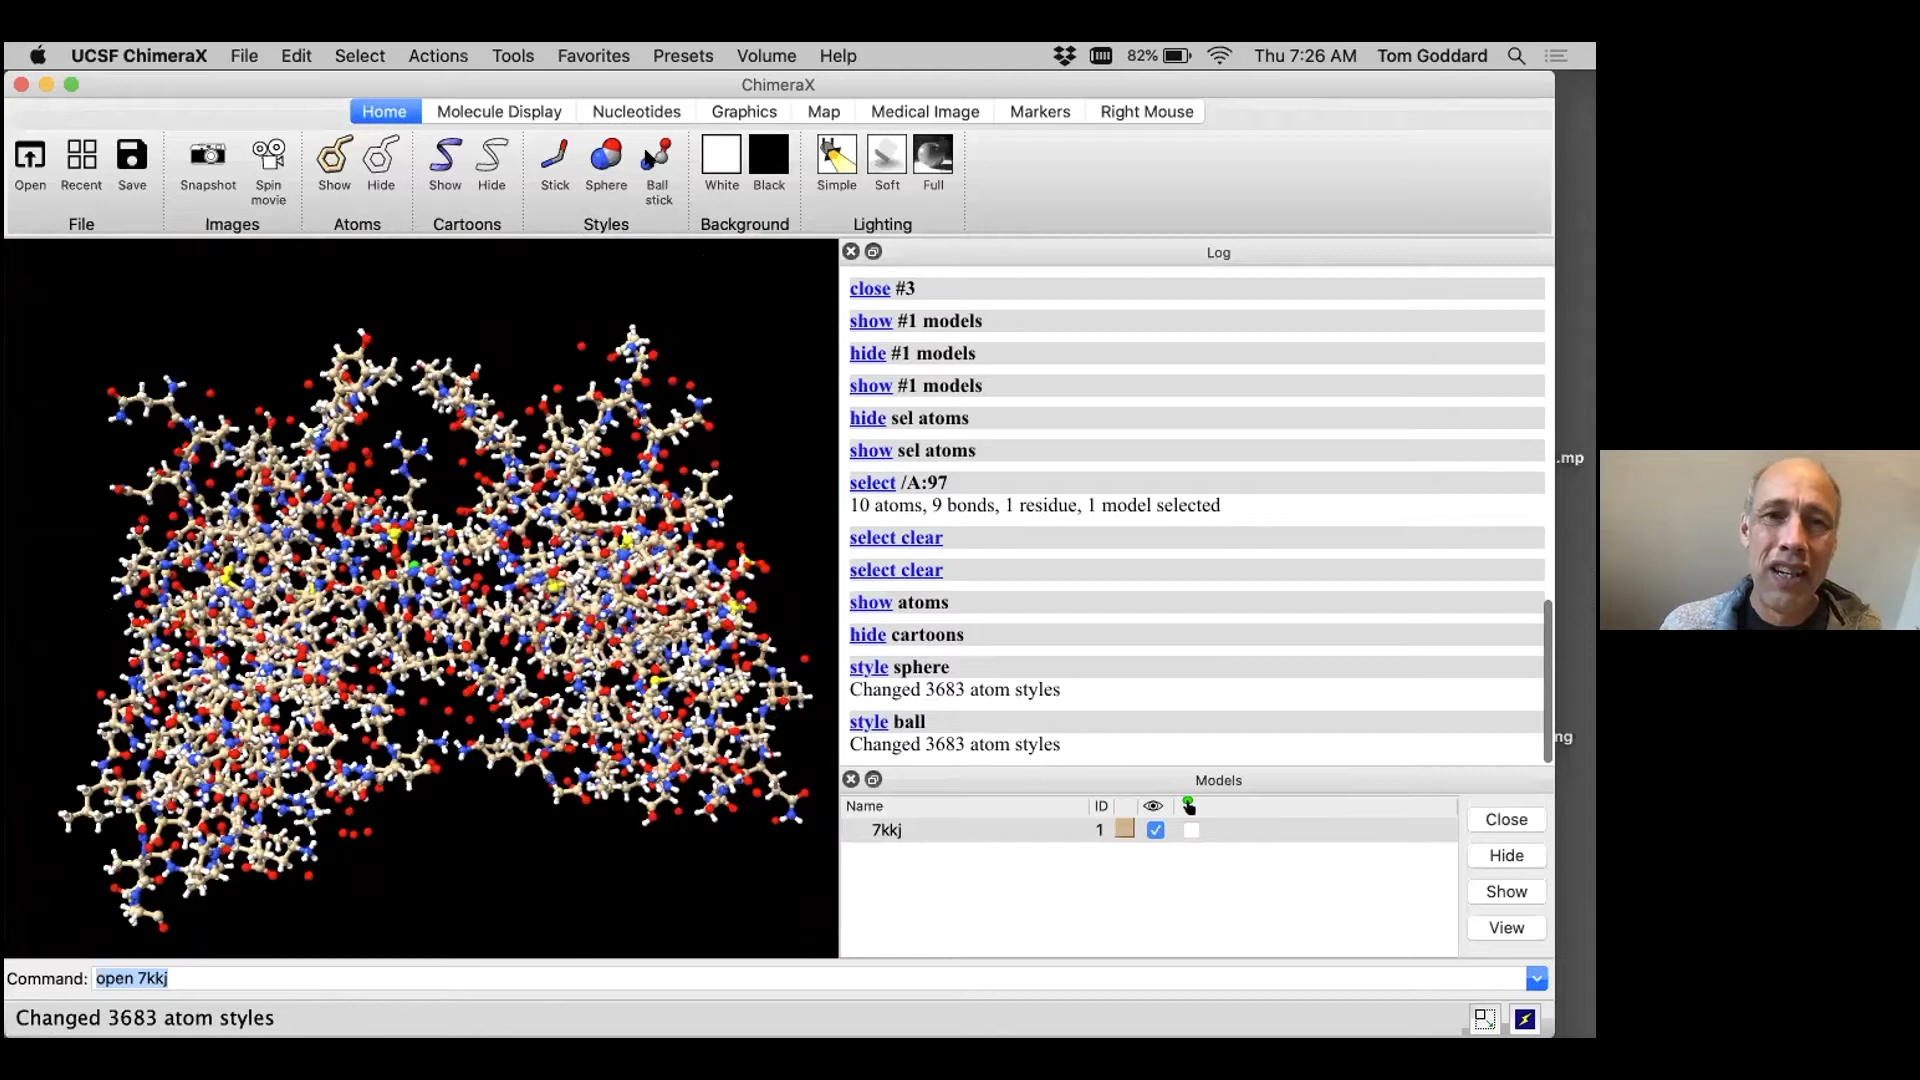 UCSF ChimeraX File Edit Select Actions Tools Favorites Presets Volume Help 82% Thu 7:26 AM Tom Goddard
ChimeraX
Home Molecule Display Nucleotides Graphics Map Medical Image Markers Right Mouse
Open Recent Save Snapshot Spin movie Show Hide Show Hide Stick Sphere Ball stick White Black Simple Soft Full
File Images Atoms Cartoons Styles Background Lighting
Log
close #3
show #1 models
hide #1 models
show #1 models
hide sel atoms
show sel atoms
.mp
select /A:97
10 atoms, 9 bonds, 1 residue, 1 model selected
select clear
select clear
show atoms
hide cartoons
style sphere
Changed 3683 atom styles
style ball
ng
Changed 3683 atom styles
Models
Name ID
7kkj 1
Close
Hide
Show
View
Command: open 7kkj
Changed 3683 atom styles